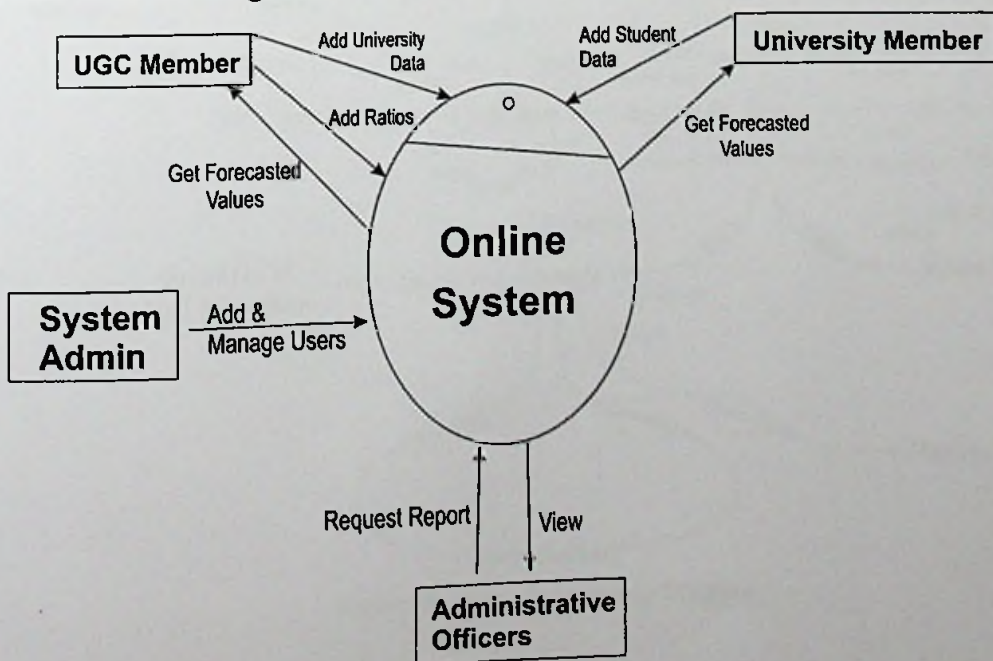 UGC Member
Add University
Data
Add Student
Data
University Member
Add Ratios
Get Forecasted
Values
Get Forecasted
Values
O
Online
System
System
Admin
Add &
Manage Users
Request Report
View
Administrative
Officers